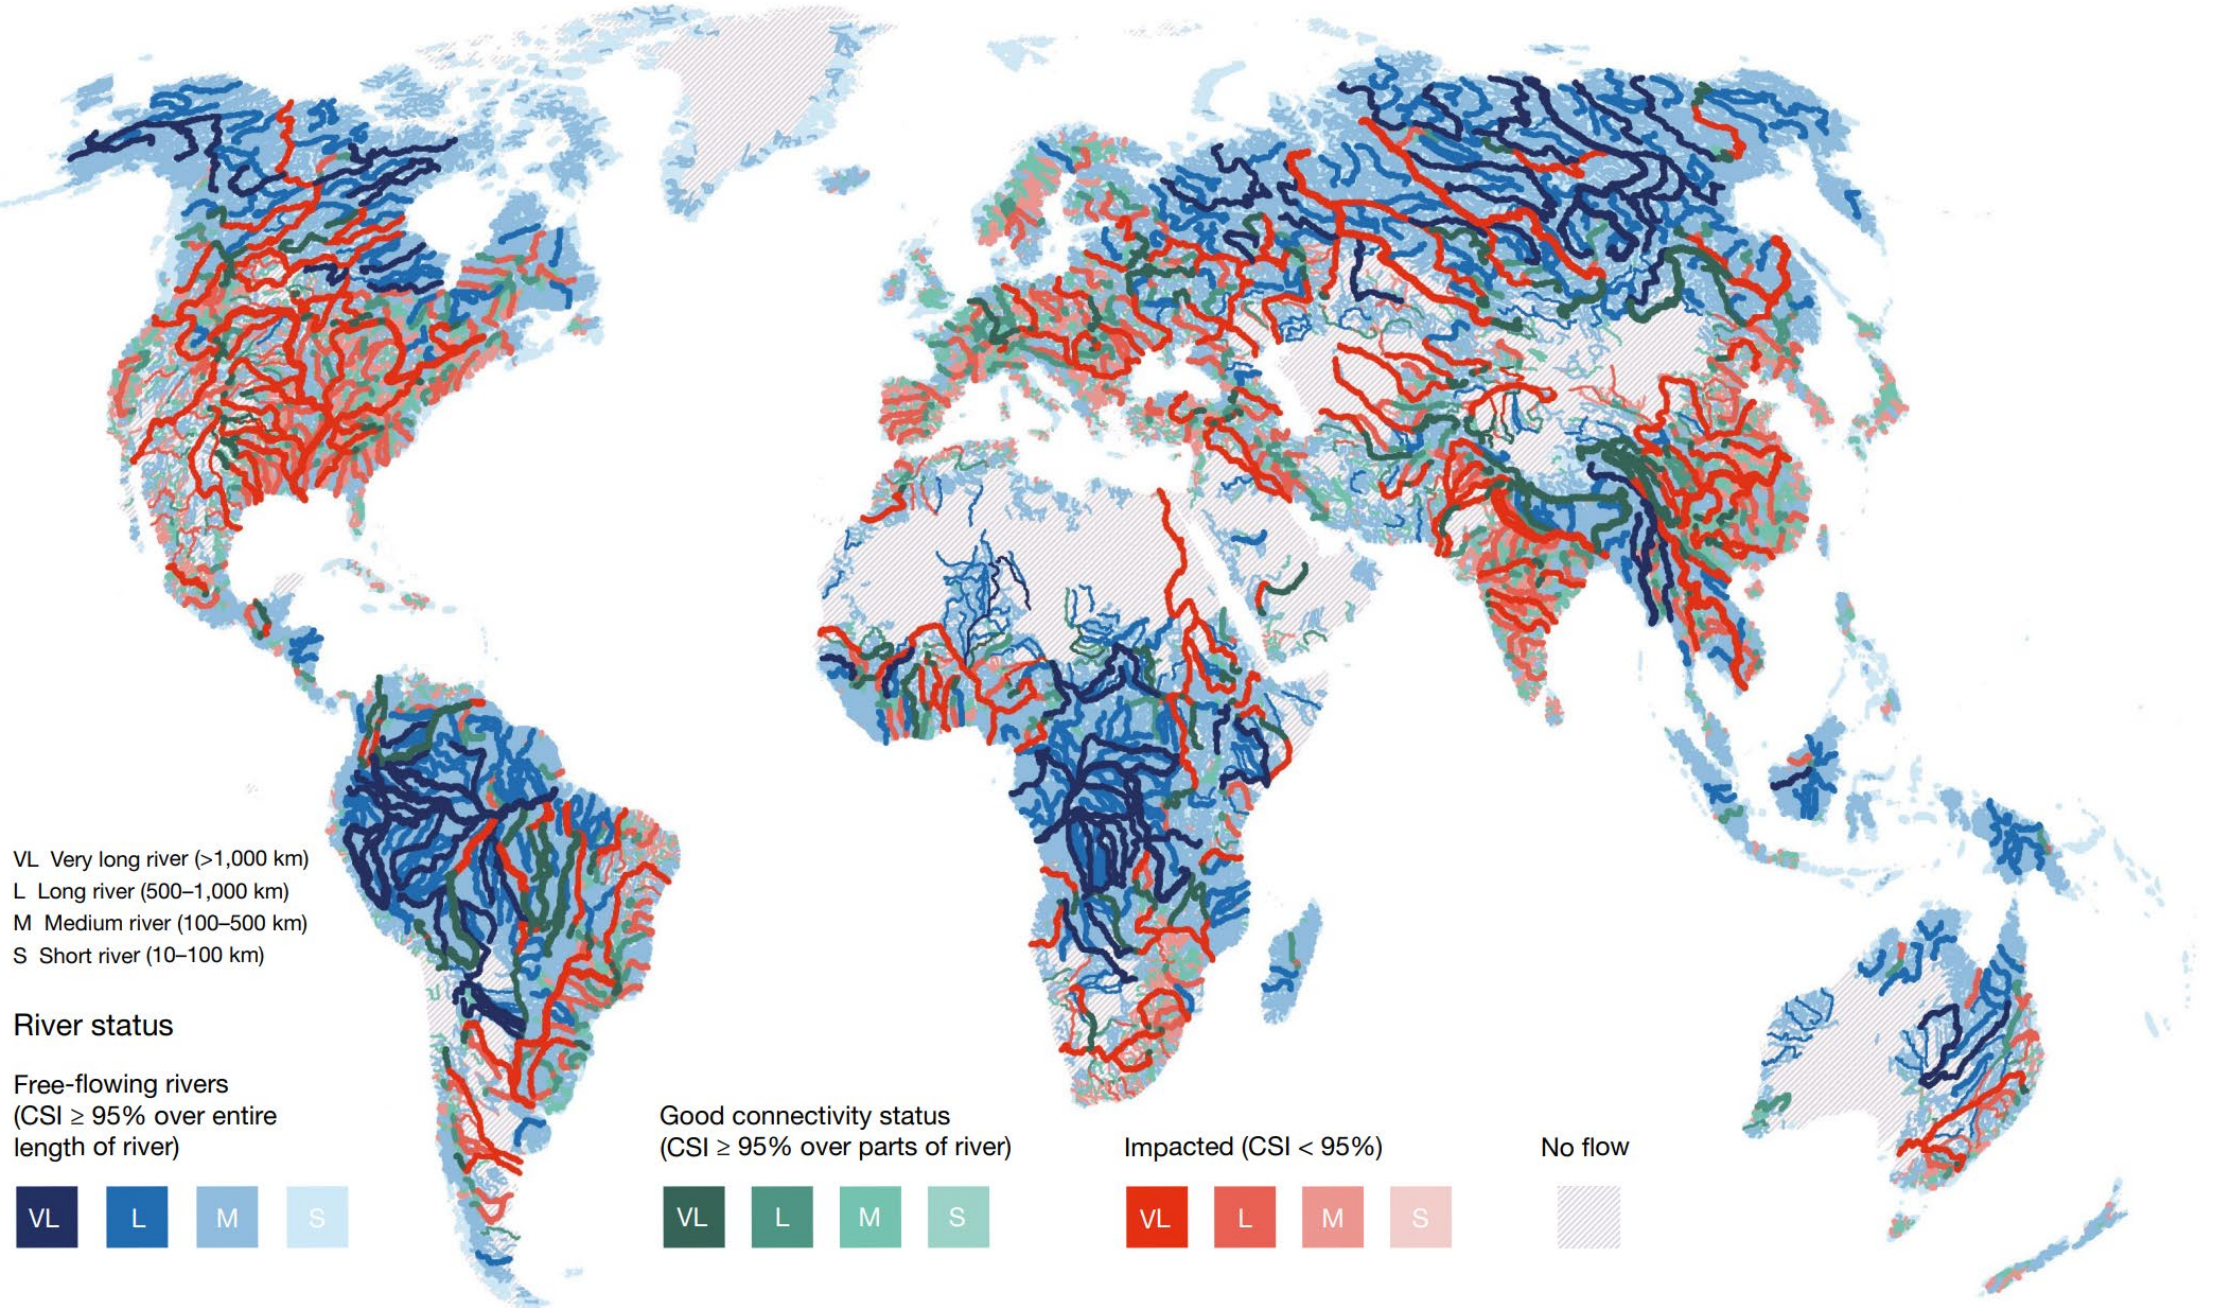 VL Very long river (>1,000 km)
L Long river (500–1,000 km)
M Medium river (100–500 km)
S Short river (10–100 km)
River status
Free-flowing rivers
(CSI ≥ 95% over entire
length of river)
VL L M S
Good connectivity status
(CSI ≥ 95% over parts of river)
VL L M S
Impacted (CSI < 95%)
VL L M S
No flow